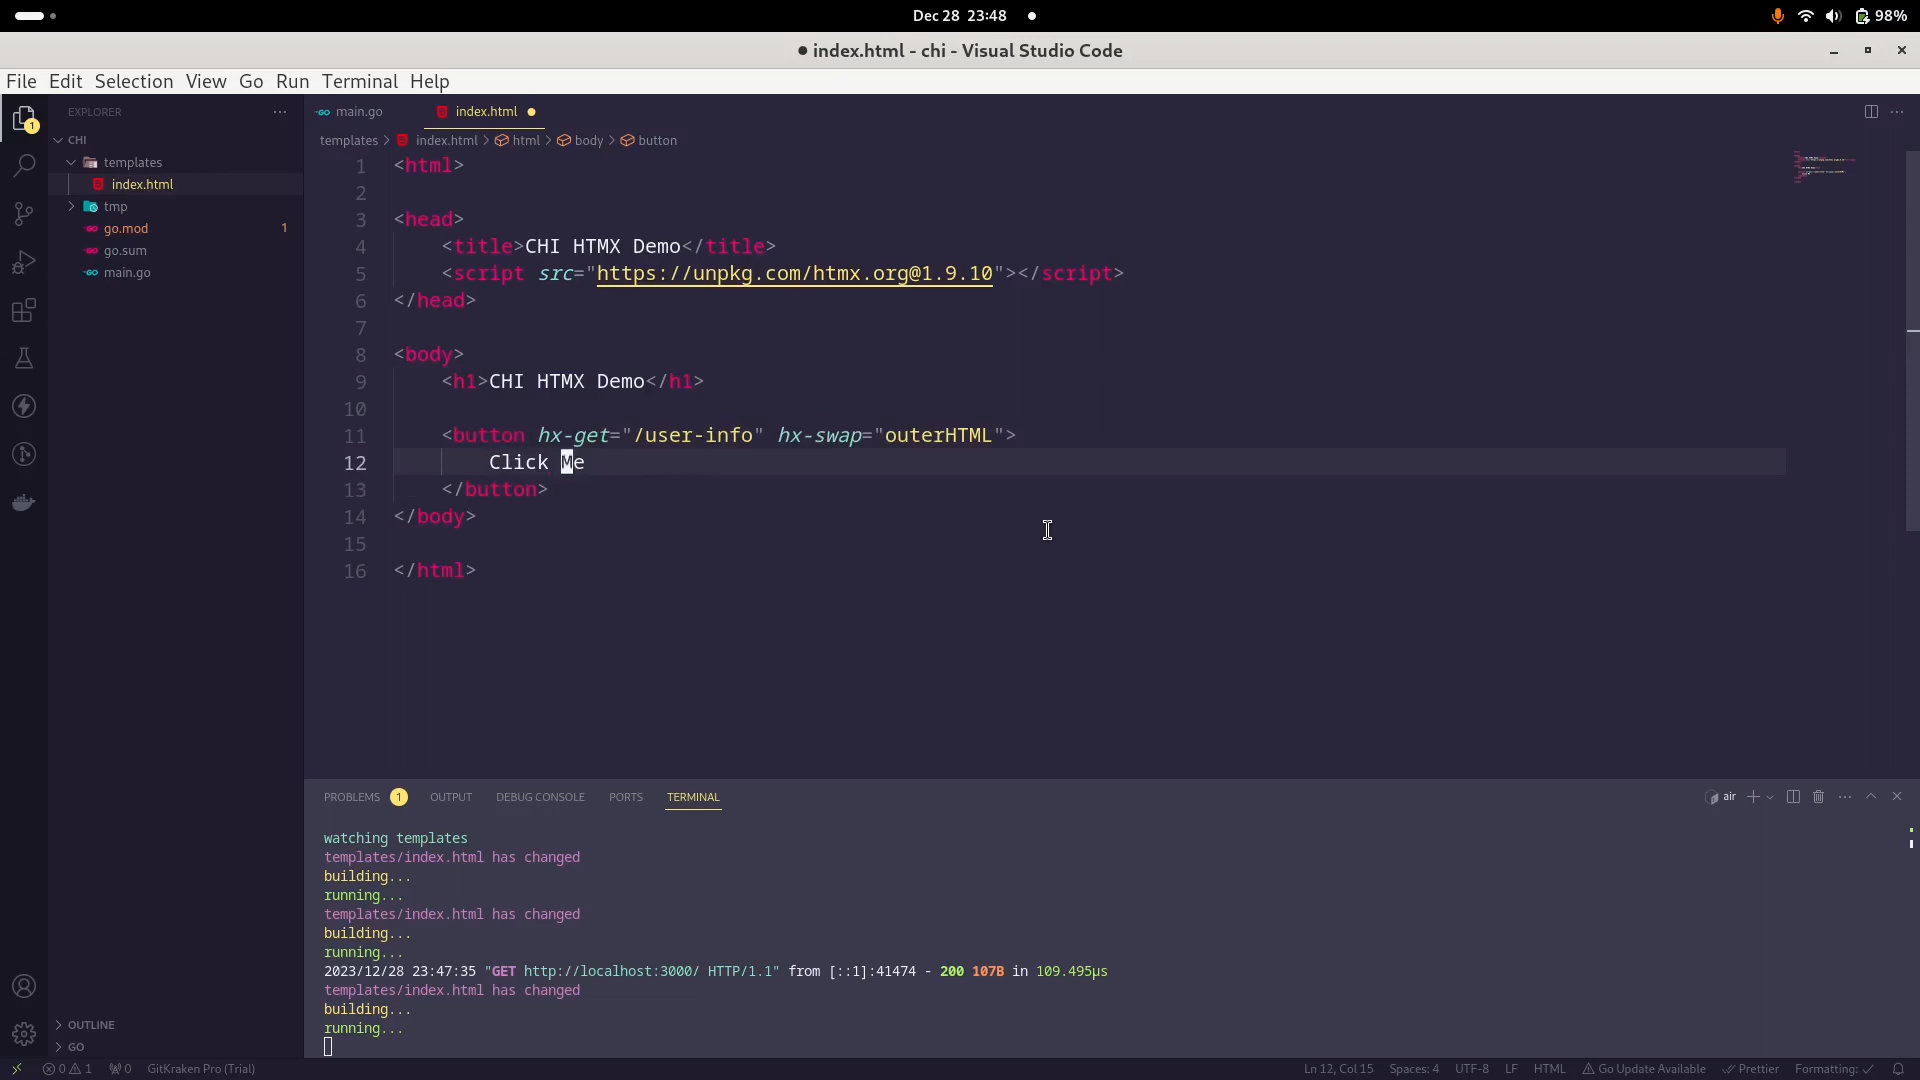 Dec 28 23:48
98%
index.html - chi - Visual Studio Code
File Edit Selection View Go Run Terminal Help
EXPLORER
1
CHI
templates
index.html
tmp
go.mod 1
go.sum
main.go
OUTLINE
GO
main.go
index.html
templates > index.html > html > body > button
1 <html>
2
3 <head>
4 <title>CHI HTMX Demo</title>
5 <script src="https://unpkg.com/htmx.org@1.9.10"></script>
6 </head>
7
8 <body>
9 <h1>CHI HTMX Demo</h1>
10
11 <button hx-get="/user-info" hx-swap="outerHTML">
12 Click Me
13 </button>
14 </body>
15
16 </html>
PROBLEMS 1 OUTPUT DEBUG CONSOLE PORTS TERMINAL
air
watching templates
templates/index.html has changed
building...
running...
templates/index.html has changed
building...
running...
2023/12/28 23:47:35 "GET http://localhost:3000/ HTTP/1.1" from [::1]:41474 - 200 107B in 109.495µs
templates/index.html has changed
building...
running...
0 1 0 GitKraken Pro (Trial)
Ln 12, Col 15 Spaces: 4 UTF-8 LF HTML Go Update Available Prettier Formatting: ✓